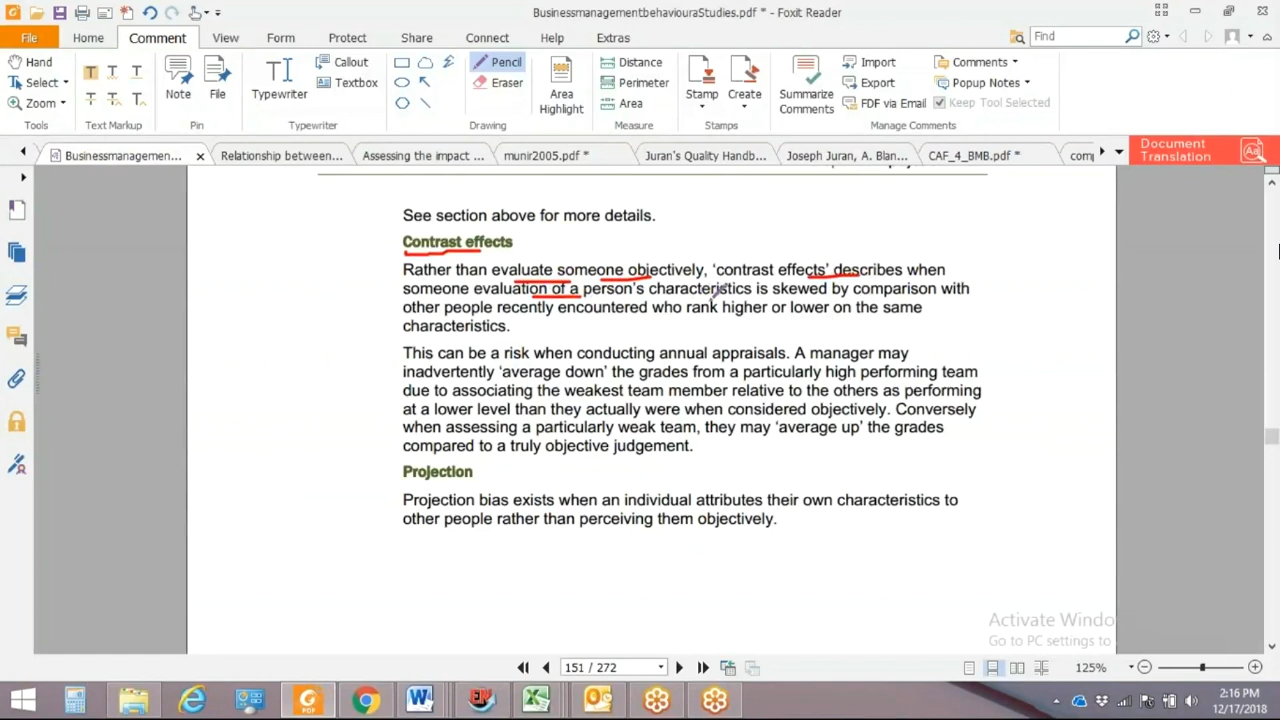 BusinessmanagementbehaviouraStudies.pdf * - Foxit Reader
File Home Comment View Form Protect Share Connect Window Help Extras Find
Hand
Select
Zoom
Tools
Text Markup
Note
File
Pin
Typewriter
Callout
Textbox
Typewriter
Pencil
Eraser
Drawing
Area
Highlight
Distance
Perimeter
Area
Measure
Stamp
Create
Stamps
Summarize
Comments
Import
Export
FDF via Email
Comments
Popup Notes
Keep Tool Selected
Manage Comments
Businessmanagemen... Relationship between... Assessing the impact ... munir2005.pdf * Juran's Quality Handb... Joseph Juran, A. Blan... CAF_4_BMB.pdf * comp
Document
Translation
See section above for more details.
Contrast effects
Rather than evaluate someone objectively, ‘contrast effects’ describes when
someone evaluation of a person’s characteristics is skewed by comparison with
other people recently encountered who rank higher or lower on the same
characteristics.
This can be a risk when conducting annual appraisals. A manager may
inadvertently ‘average down’ the grades from a particularly high performing team
due to associating the weakest team member relative to the others as performing
at a lower level than they actually were when considered objectively. Conversely
when assessing a particularly weak team, they may ‘average up’ the grades
compared to a truly objective judgement.
Projection
Projection bias exists when an individual attributes their own characteristics to
other people rather than perceiving them objectively.
Activate Windo
Go to PC settings to
151 / 272
125%
2:16 PM
12/17/2018